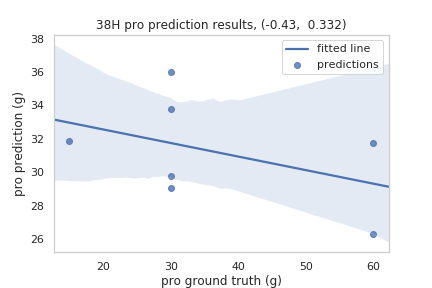 38H pro prediction results, (-0.43,  0.332)
38
36
34
32
30
28
26
pro prediction (g)
fitted line
predictions
20
30
40
50
60
pro ground truth (g)